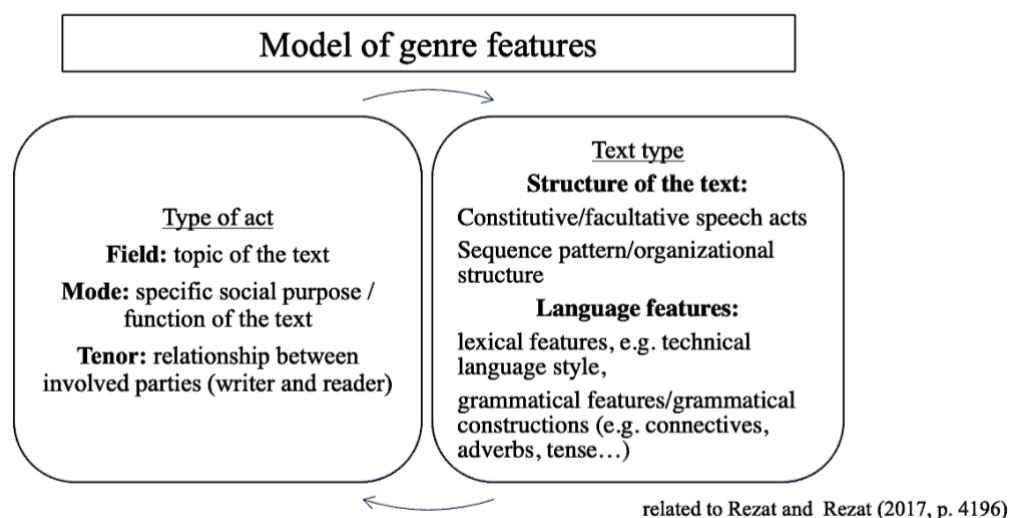 Model of genre features
Type of act
Field: topic of the text
Mode: specific social purpose /
function of the text
Tenor: relationship between
involved parties (writer and reader)
Text type
Structure of the text:
Constitutive/facultative speech acts
Sequence pattern/organizational
structure
Language features:
lexical features, e.g. technical
language style,
grammatical features/grammatical
constructions (e.g. connectives,
adverbs, tense…)
related to Rezat and Rezat (2017, p. 4196)